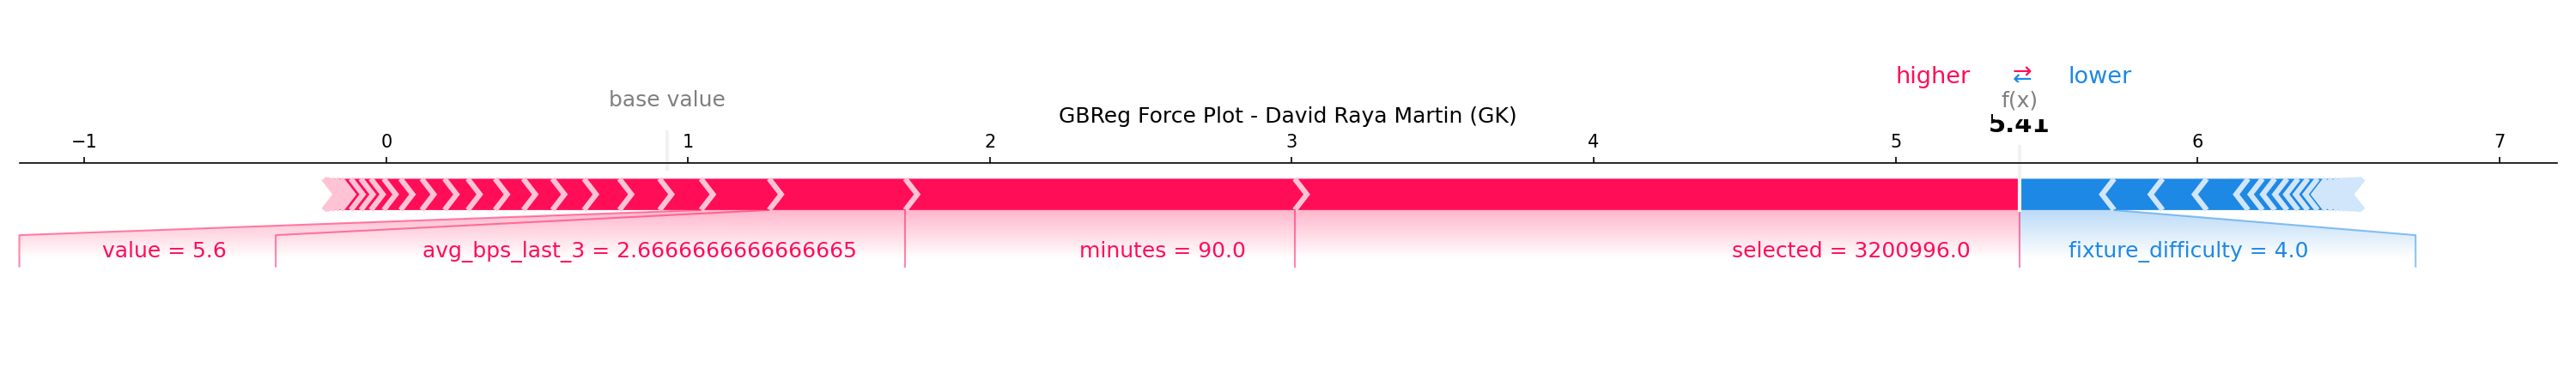 higher ⇄ lower
base value
f(x)
GBReg Force Plot - David Raya Martin (GK)
5.41
−1 0 1 2 3 4 5 6 7
value = 5.6 avg_bps_last_3 = 2.6666666666666665 minutes = 90.0 selected = 3200996.0 fixture_difficulty = 4.0